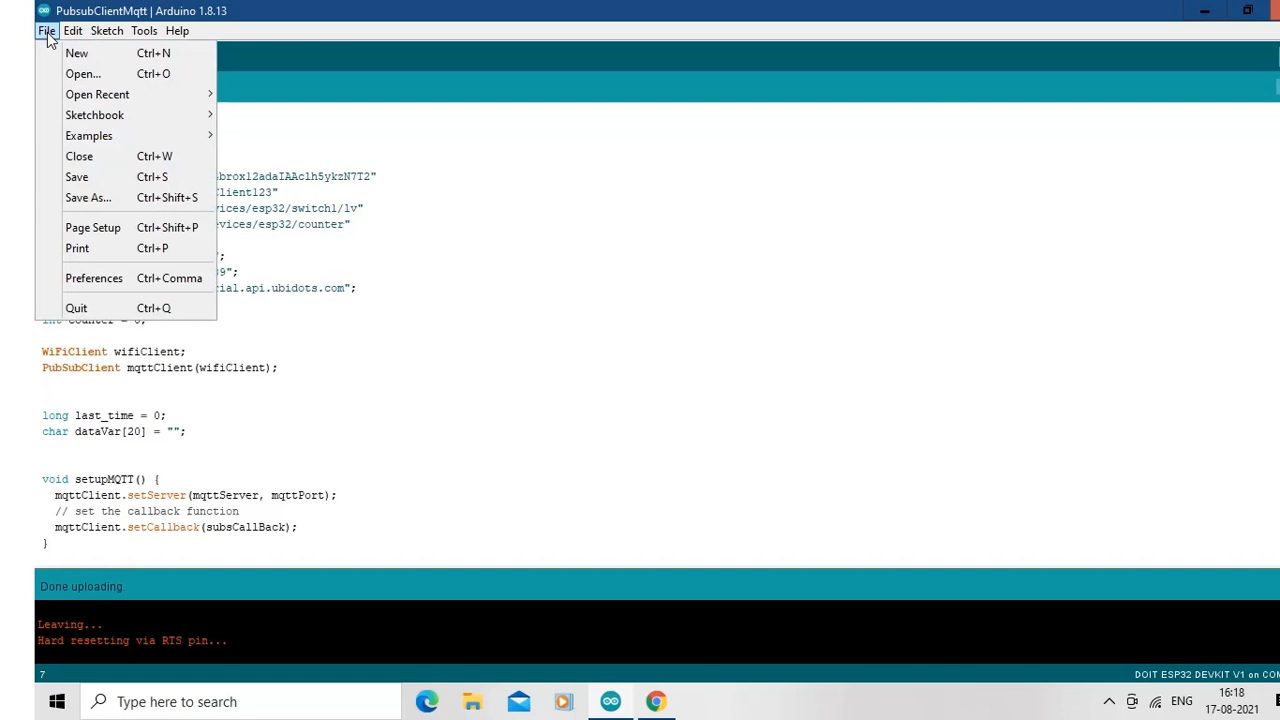 PubsubClientMqtt | Arduino 1.8.13
File Edit Sketch Tools Help
New Ctrl+N
Open... Ctrl+O
Open Recent
Sketchbook
Examples
Close Ctrl+W
Save Ctrl+S
Save As... Ctrl+Shift+S
Page Setup Ctrl+Shift+P
Print Ctrl+P
Preferences Ctrl+Comma
Quit Ctrl+Q
brox12adaIAAclh5ykzN7T2"
lient123"
vices/esp32/switch1/lv"
evices/esp32/counter"
";
cial.api.ubidots.com";
int counter = 0;
WiFiClient wifiClient;
PubSubClient mqttClient(wifiClient);
long last_time = 0;
char dataVar[20] = "";
void setupMQTT() {
mqttClient.setServer(mqttServer, mqttPort);
// set the callback function
mqttClient.setCallback(subsCallBack);
}
Done uploading.
Leaving...
Hard resetting via RTS pin...
7
DOIT ESP32 DEVKIT V1 on COM
Type here to search
ENG
16:18
17-08-2021